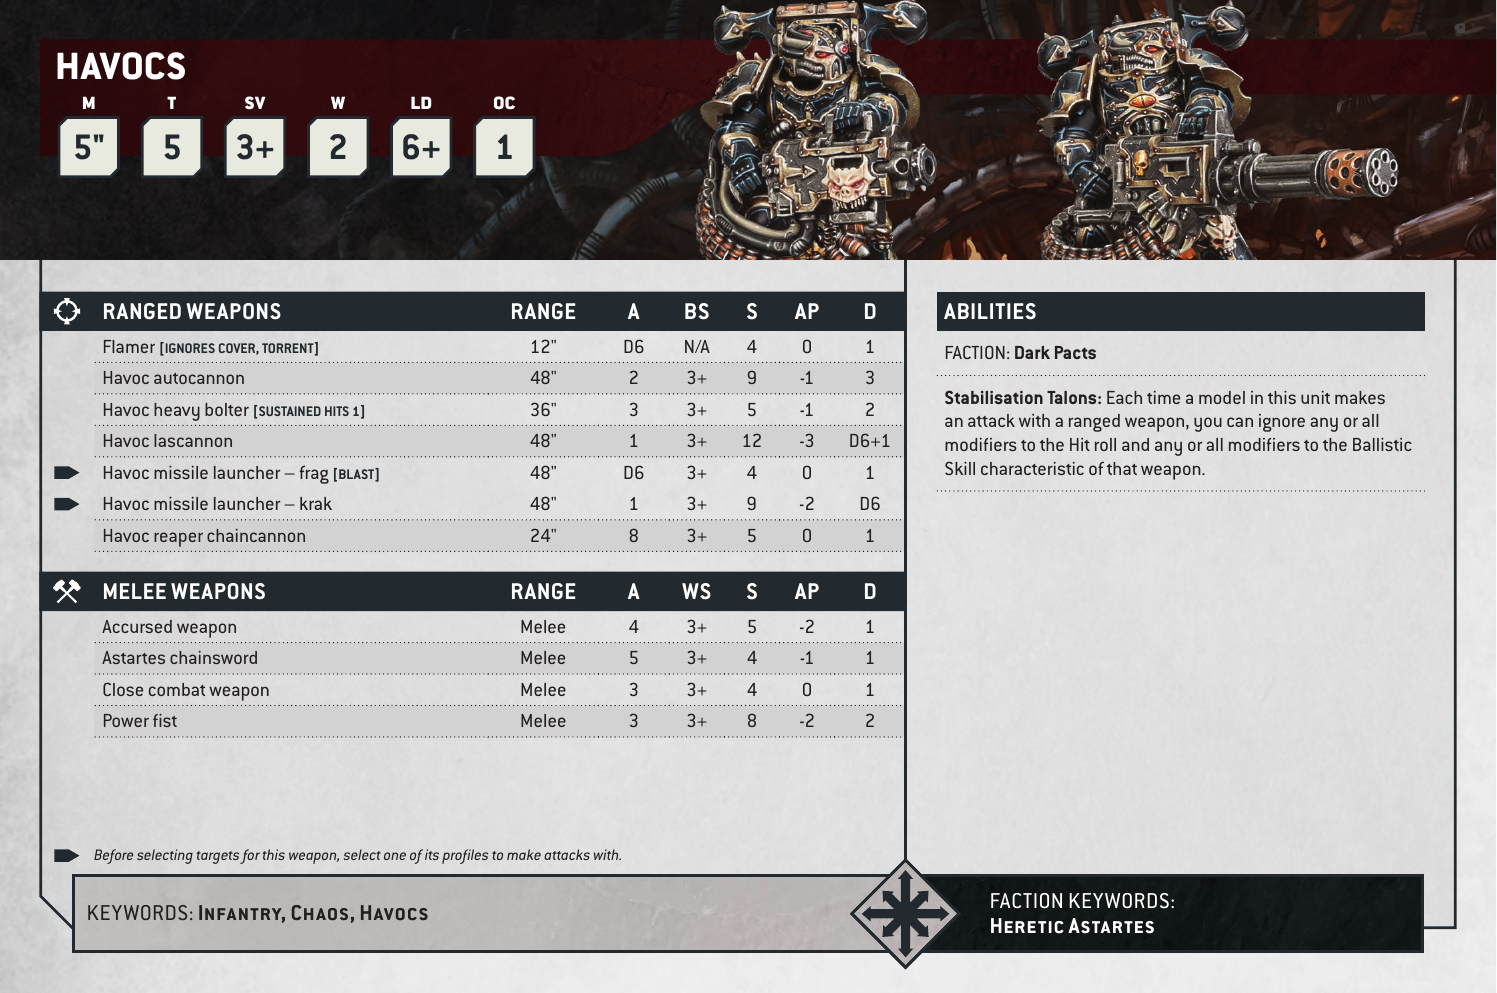 HAVOCS
M T SV W LD OC
5" 5 3+ 2 6+ 1
RANGED WEAPONS RANGE A BS S AP D
Flamer [IGNORES COVER, TORRENT] 12" D6 N/A 4 0 1
Havoc autocannon 48" 2 3+ 9 -1 3
Havoc heavy bolter [SUSTAINED HITS 1] 36" 3 3+ 5 -1 2
Havoc lascannon 48" 1 3+ 12 -3 D6+1
Havoc missile launcher – frag [BLAST] 48" D6 3+ 4 0 1
Havoc missile launcher – krak 48" 1 3+ 9 -2 D6
Havoc reaper chaincannon 24" 8 3+ 5 0 1
MELEE WEAPONS RANGE A WS S AP D
Accursed weapon Melee 4 3+ 5 -2 1
Astartes chainsword Melee 5 3+ 4 -1 1
Close combat weapon Melee 3 3+ 4 0 1
Power fist Melee 3 3+ 8 -2 2
Before selecting targets for this weapon, select one of its profiles to make attacks with.
ABILITIES
FACTION: Dark Pacts
Stabilisation Talons: Each time a model in this unit makes
an attack with a ranged weapon, you can ignore any or all
modifiers to the Hit roll and any or all modifiers to the Ballistic
Skill characteristic of that weapon.
KEYWORDS: INFANTRY, CHAOS, HAVOCS
FACTION KEYWORDS:
HERETIC ASTARTES